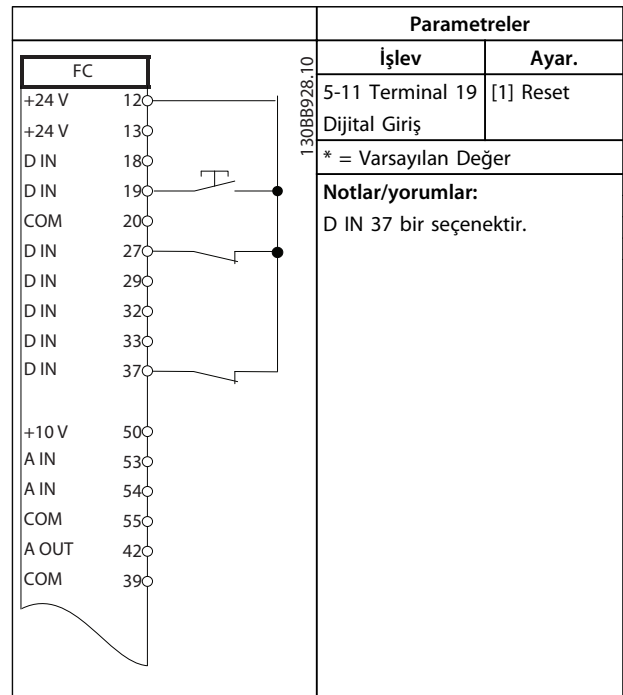 Parametreler
İşlev Ayar.
5-11 Terminal 19 [1] Reset
Dijital Giriş
* = Varsayılan Değer
Notlar/yorumlar:
D IN 37 bir seçenektir.
130BB928.10
FC
+24 V 12
+24 V 13
D IN 18
D IN 19
COM 20
D IN 27
D IN 29
D IN 32
D IN 33
D IN 37
+10 V 50
A IN 53
A IN 54
COM 55
A OUT 42
COM 39